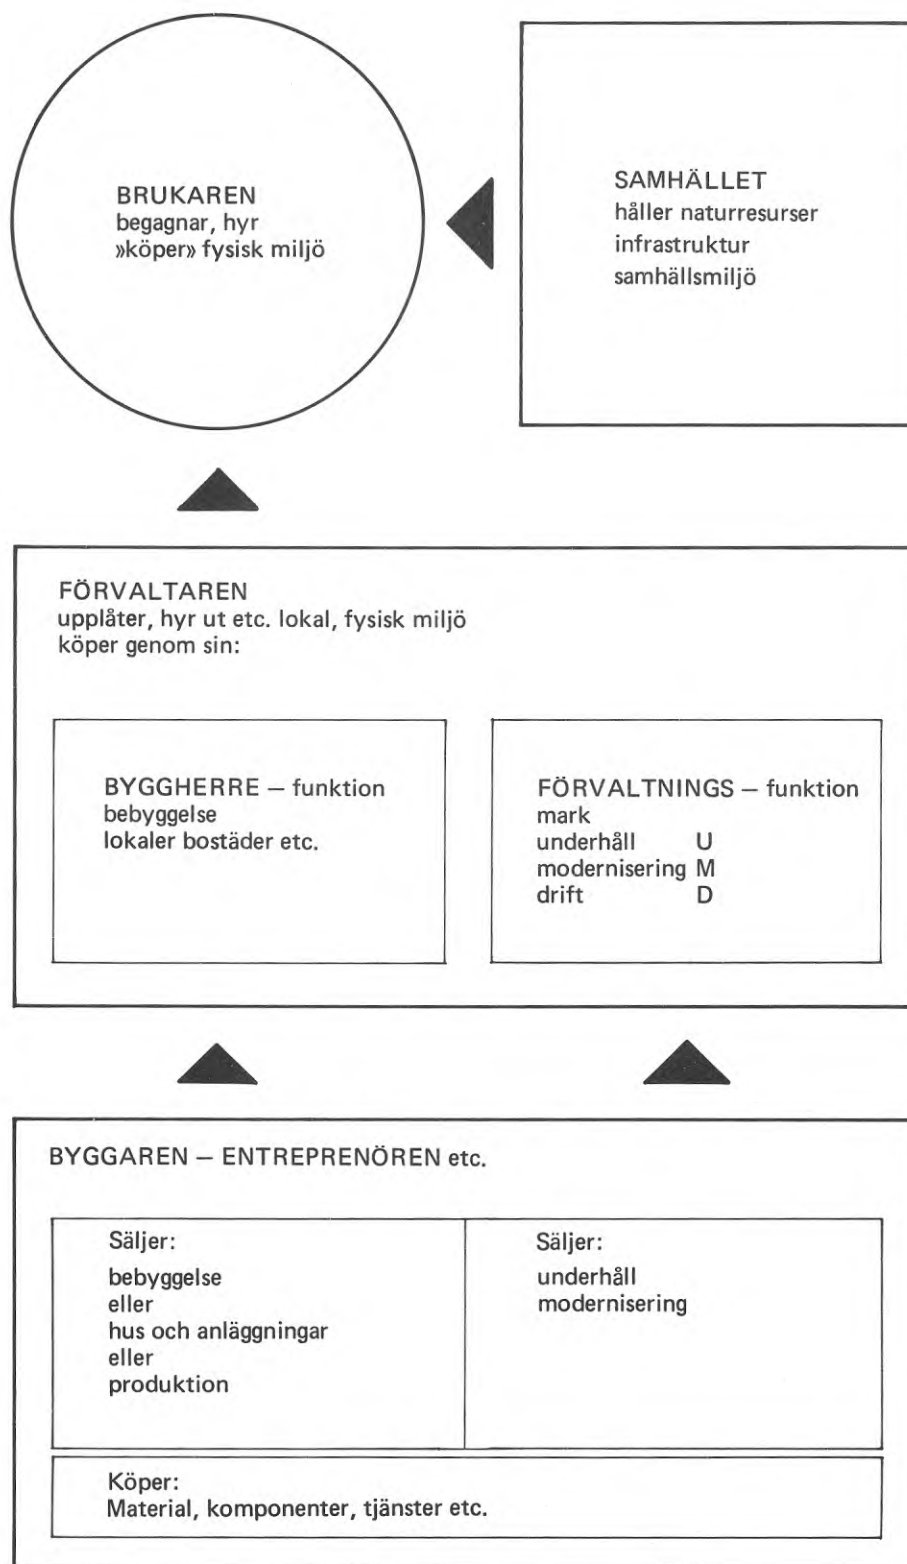 BRUKAREN
begagnar, hyr
»köper» fysisk miljö
SAMHÄLLET
håller naturresurser
infrastruktur
samhällsmiljö
FÖRVALTAREN
upplåter, hyr ut etc. lokal, fysisk miljö
köper genom sin:
BYGGHERRE – funktion
bebyggelse
lokaler bostäder etc.
FÖRVALTNINGS – funktion
mark
underhåll U
modernisering M
drift D
BYGGAREN – ENTREPRENÖREN etc.
Säljer:
bebyggelse
eller
hus och anläggningar
eller
produktion
Säljer:
underhåll
modernisering
Köper:
Material, komponenter, tjänster etc.